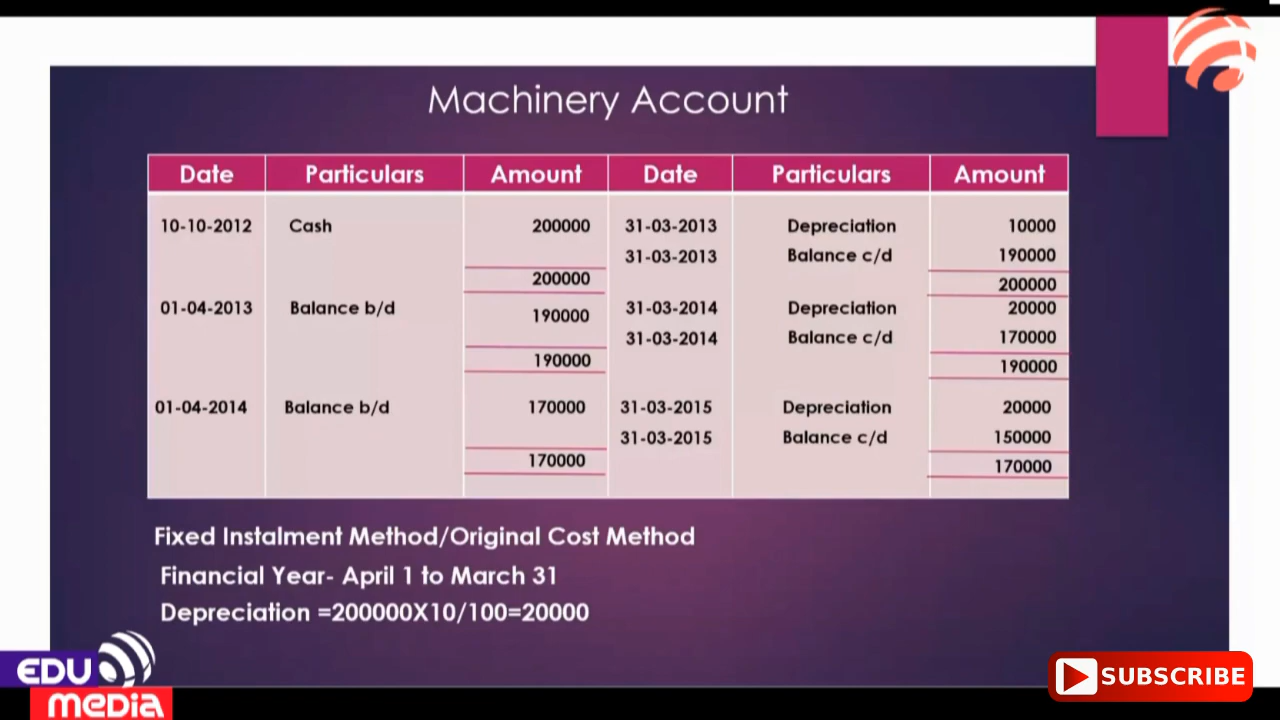 Machinery Account
Date Particulars Amount Date Particulars Amount
10-10-2012 Cash 200000 31-03-2013 Depreciation 10000
31-03-2013 Balance c/d 190000
200000 200000
01-04-2013 Balance b/d 190000 31-03-2014 Depreciation 20000
31-03-2014 Balance c/d 170000
190000 190000
01-04-2014 Balance b/d 170000 31-03-2015 Depreciation 20000
31-03-2015 Balance c/d 150000
170000 170000
Fixed Instalment Method/Original Cost Method
Financial Year- April 1 to March 31
Depreciation =200000X10/100=20000
EDU
meDia
SUBSCRIBE